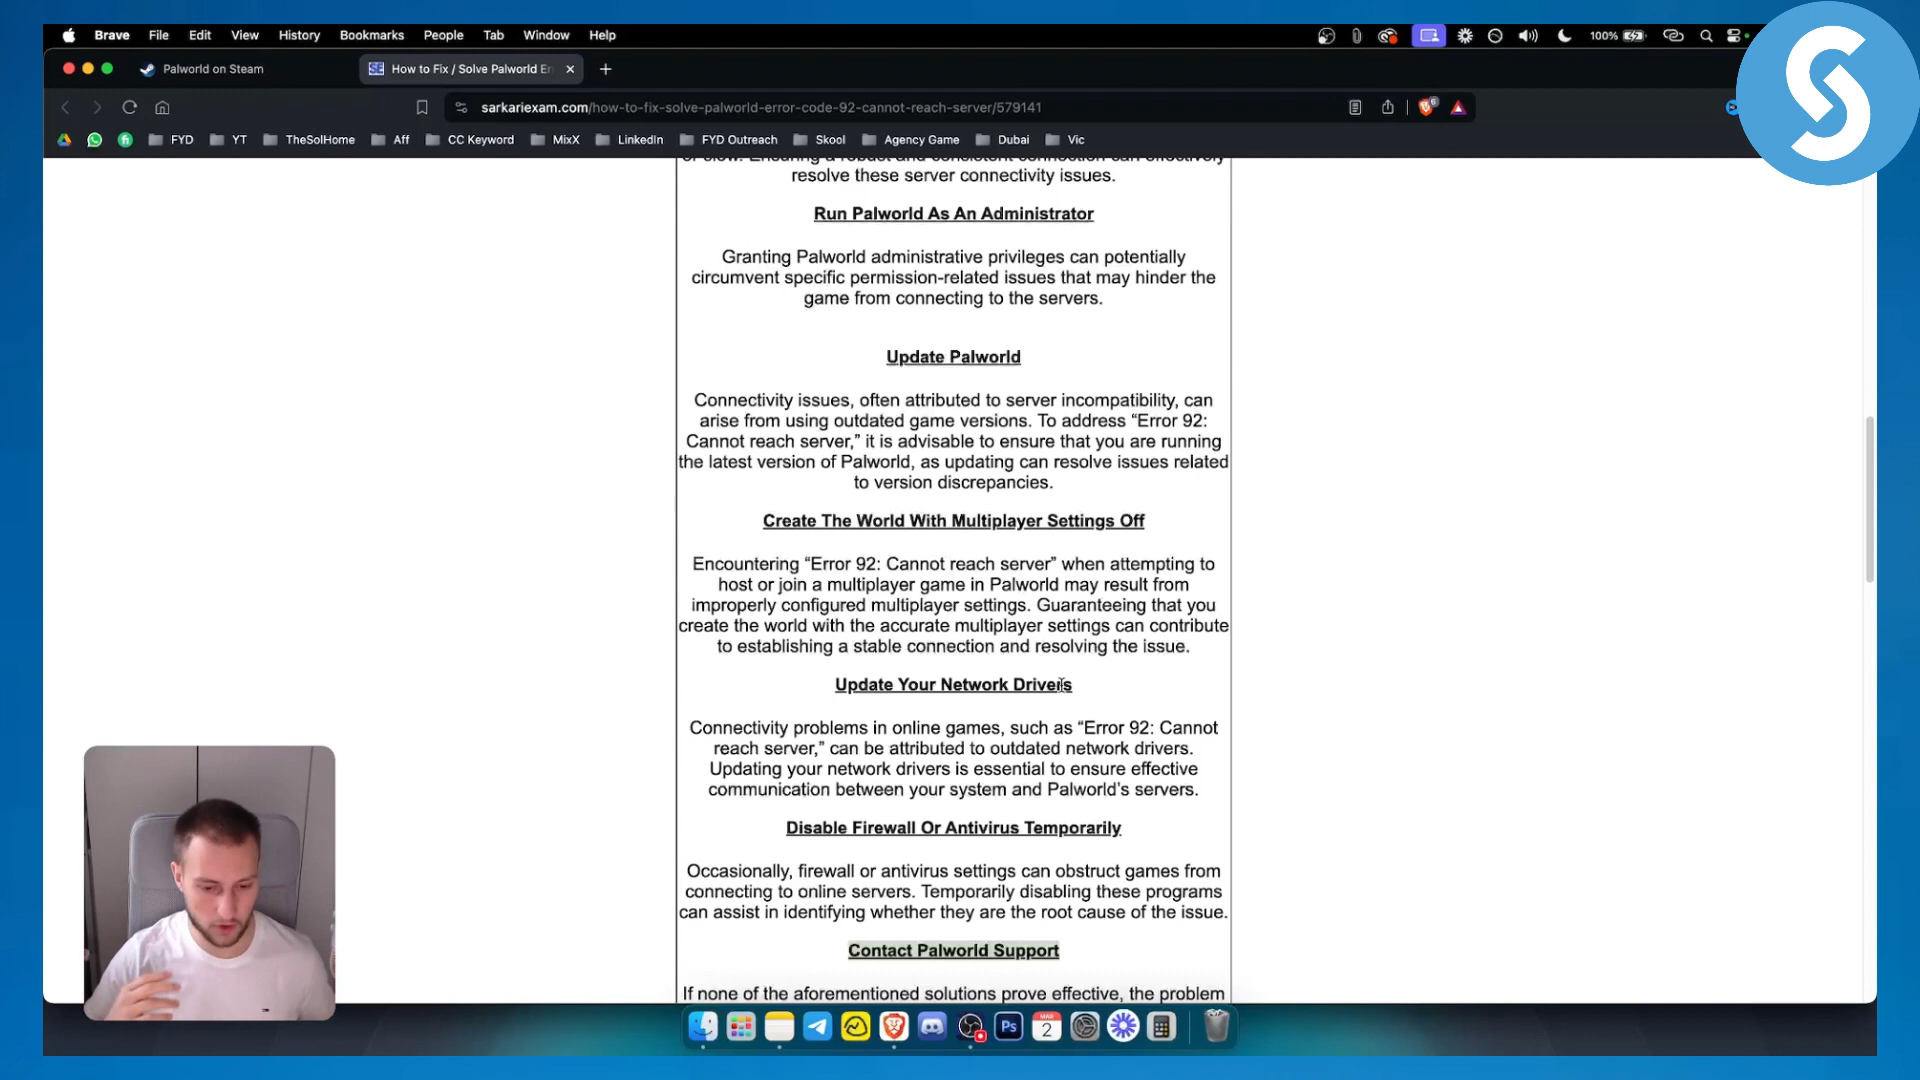 Brave File Edit View History Bookmarks People Tab Window Help 100%
Palworld on Steam
How to Fix / Solve Palworld Er
sarkariexam.com/how-to-fix-solve-palworld-error-code-92-cannot-reach-server/579141
FYD YT TheSolHome Aff CC Keyword MixX LinkedIn FYD Outreach Skool Agency Game Dubai Vic
or slow. Ensuring a robust and consistent connection can effectively
resolve these server connectivity issues.
Run Palworld As An Administrator
Granting Palworld administrative privileges can potentially
circumvent specific permission-related issues that may hinder the
game from connecting to the servers.
Update Palworld
Connectivity issues, often attributed to server incompatibility, can
arise from using outdated game versions. To address “Error 92:
Cannot reach server,” it is advisable to ensure that you are running
the latest version of Palworld, as updating can resolve issues related
to version discrepancies.
Create The World With Multiplayer Settings Off
Encountering “Error 92: Cannot reach server” when attempting to
host or join a multiplayer game in Palworld may result from
improperly configured multiplayer settings. Guaranteeing that you
create the world with the accurate multiplayer settings can contribute
to establishing a stable connection and resolving the issue.
Update Your Network Drivers
Connectivity problems in online games, such as “Error 92: Cannot
reach server,” can be attributed to outdated network drivers.
Updating your network drivers is essential to ensure effective
communication between your system and Palworld’s servers.
Disable Firewall Or Antivirus Temporarily
Occasionally, firewall or antivirus settings can obstruct games from
connecting to online servers. Temporarily disabling these programs
can assist in identifying whether they are the root cause of the issue.
Contact Palworld Support
If none of the aforementioned solutions prove effective, the problem
Ps
MAR
2